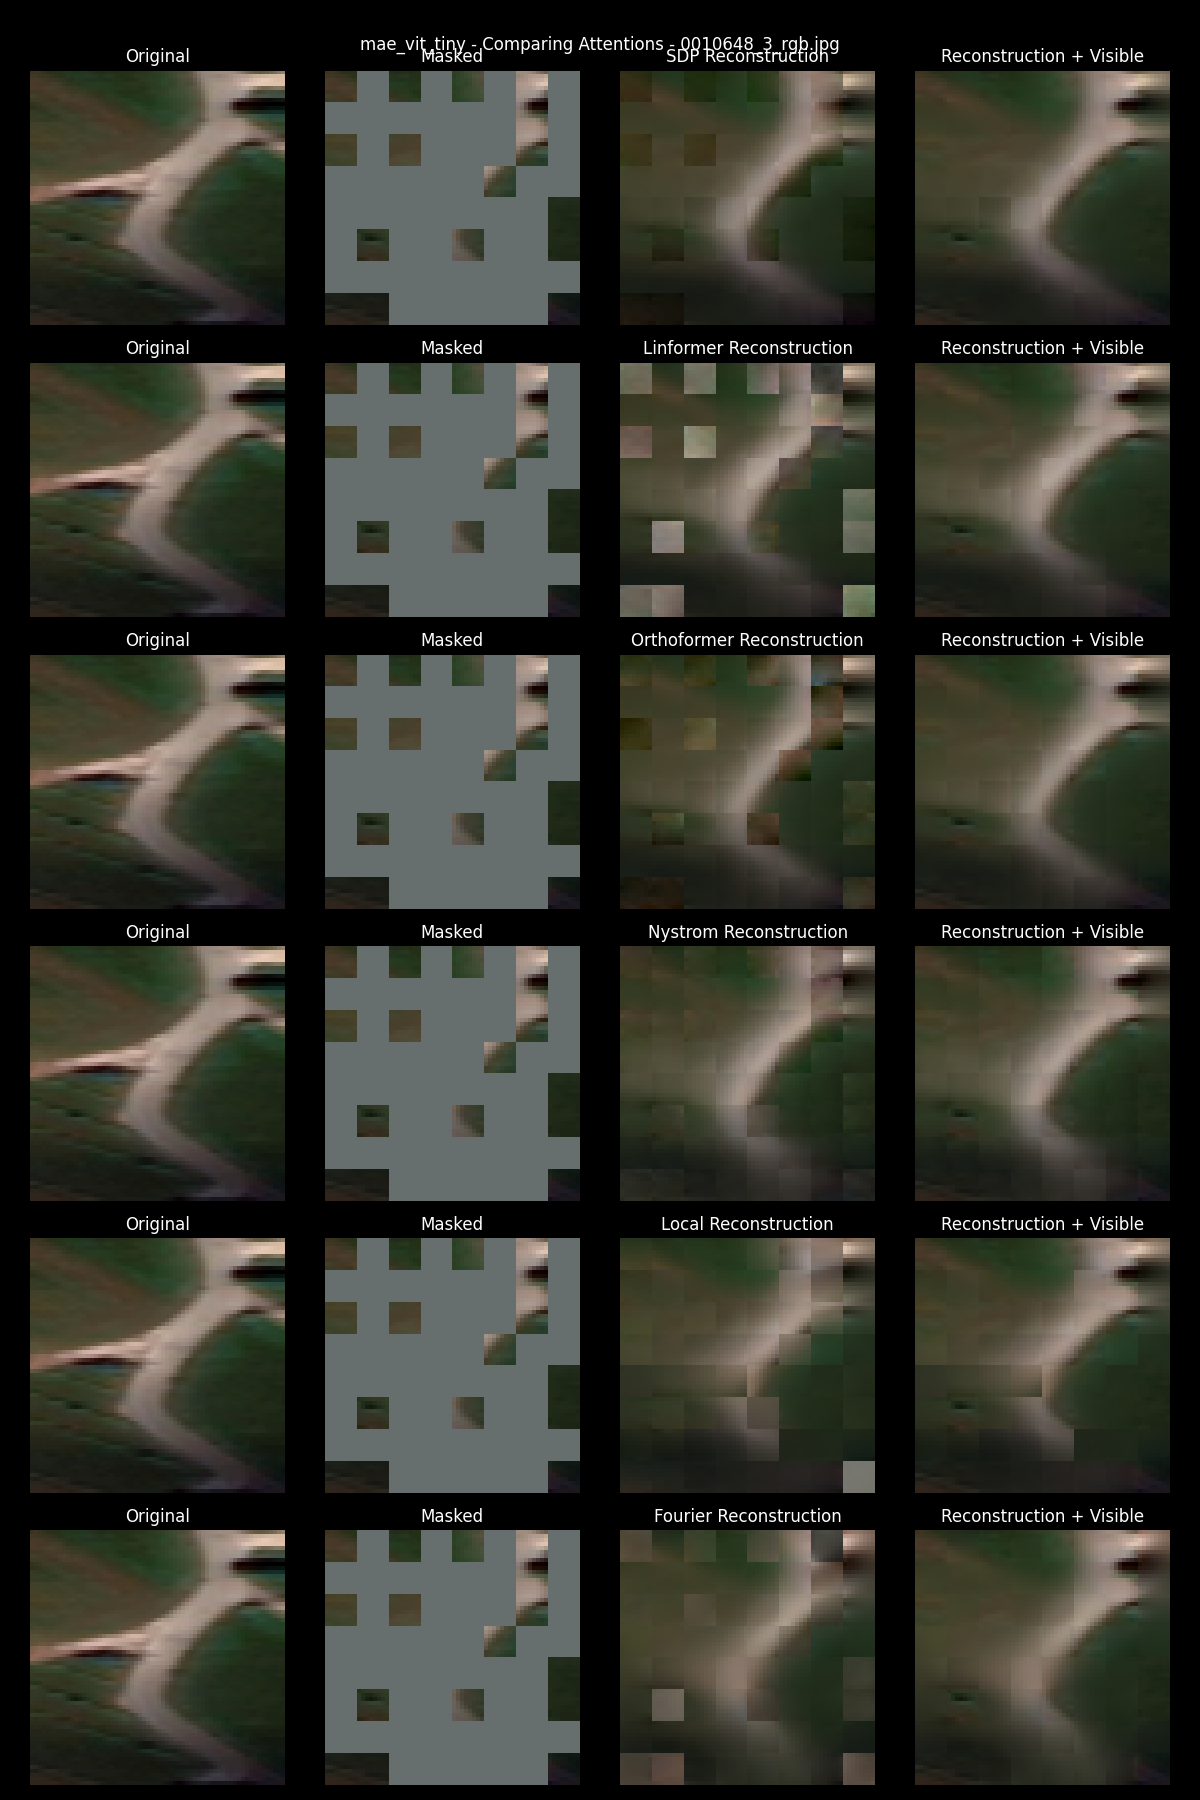 mae_vit_tiny - Comparing Attentions - 0010648_3_rgb.jpg
Original Masked SDP Reconstruction Reconstruction + Visible
Original Masked Linformer Reconstruction Reconstruction + Visible
Original Masked Orthoformer Reconstruction Reconstruction + Visible
Original Masked Nystrom Reconstruction Reconstruction + Visible
Original Masked Local Reconstruction Reconstruction + Visible
Original Masked Fourier Reconstruction Reconstruction + Visible